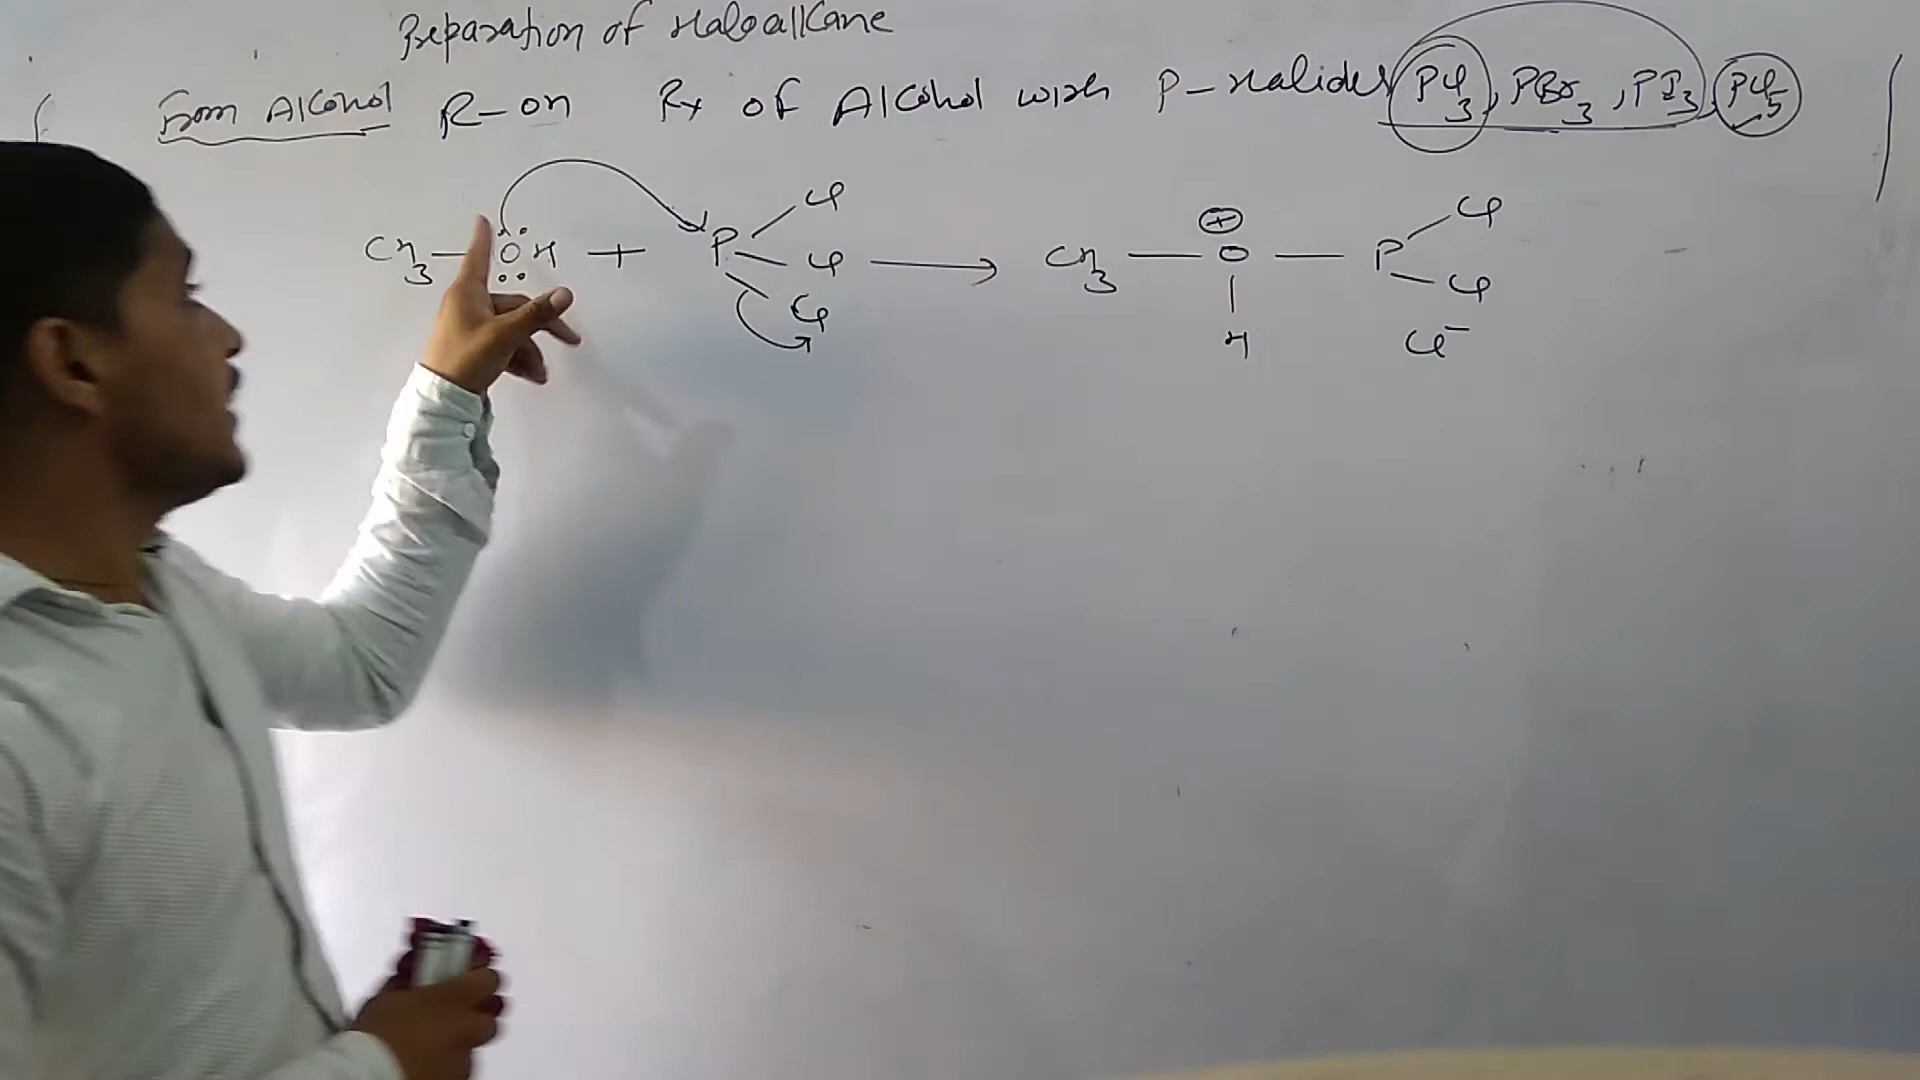 Preparation of Haloalkane
From Alcohol R-OH Rx of Alcohol with P-Halides PCl3, PBr3, PI3, PCl5
CH3-OH + P Cl Cl Cl → CH3-O-P Cl Cl
⊕
H
Cl-